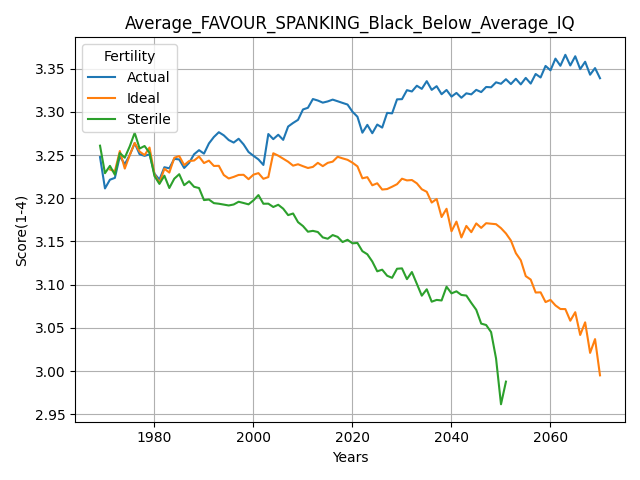 Average_FAVOUR_SPANKING_Black_Below_Average_IQ
Fertility
Actual
Ideal
Sterile
Score(1-4)
3.35
3.30
3.25
3.20
3.15
3.10
3.05
3.00
2.95
1980 2000 2020 2040 2060
Years